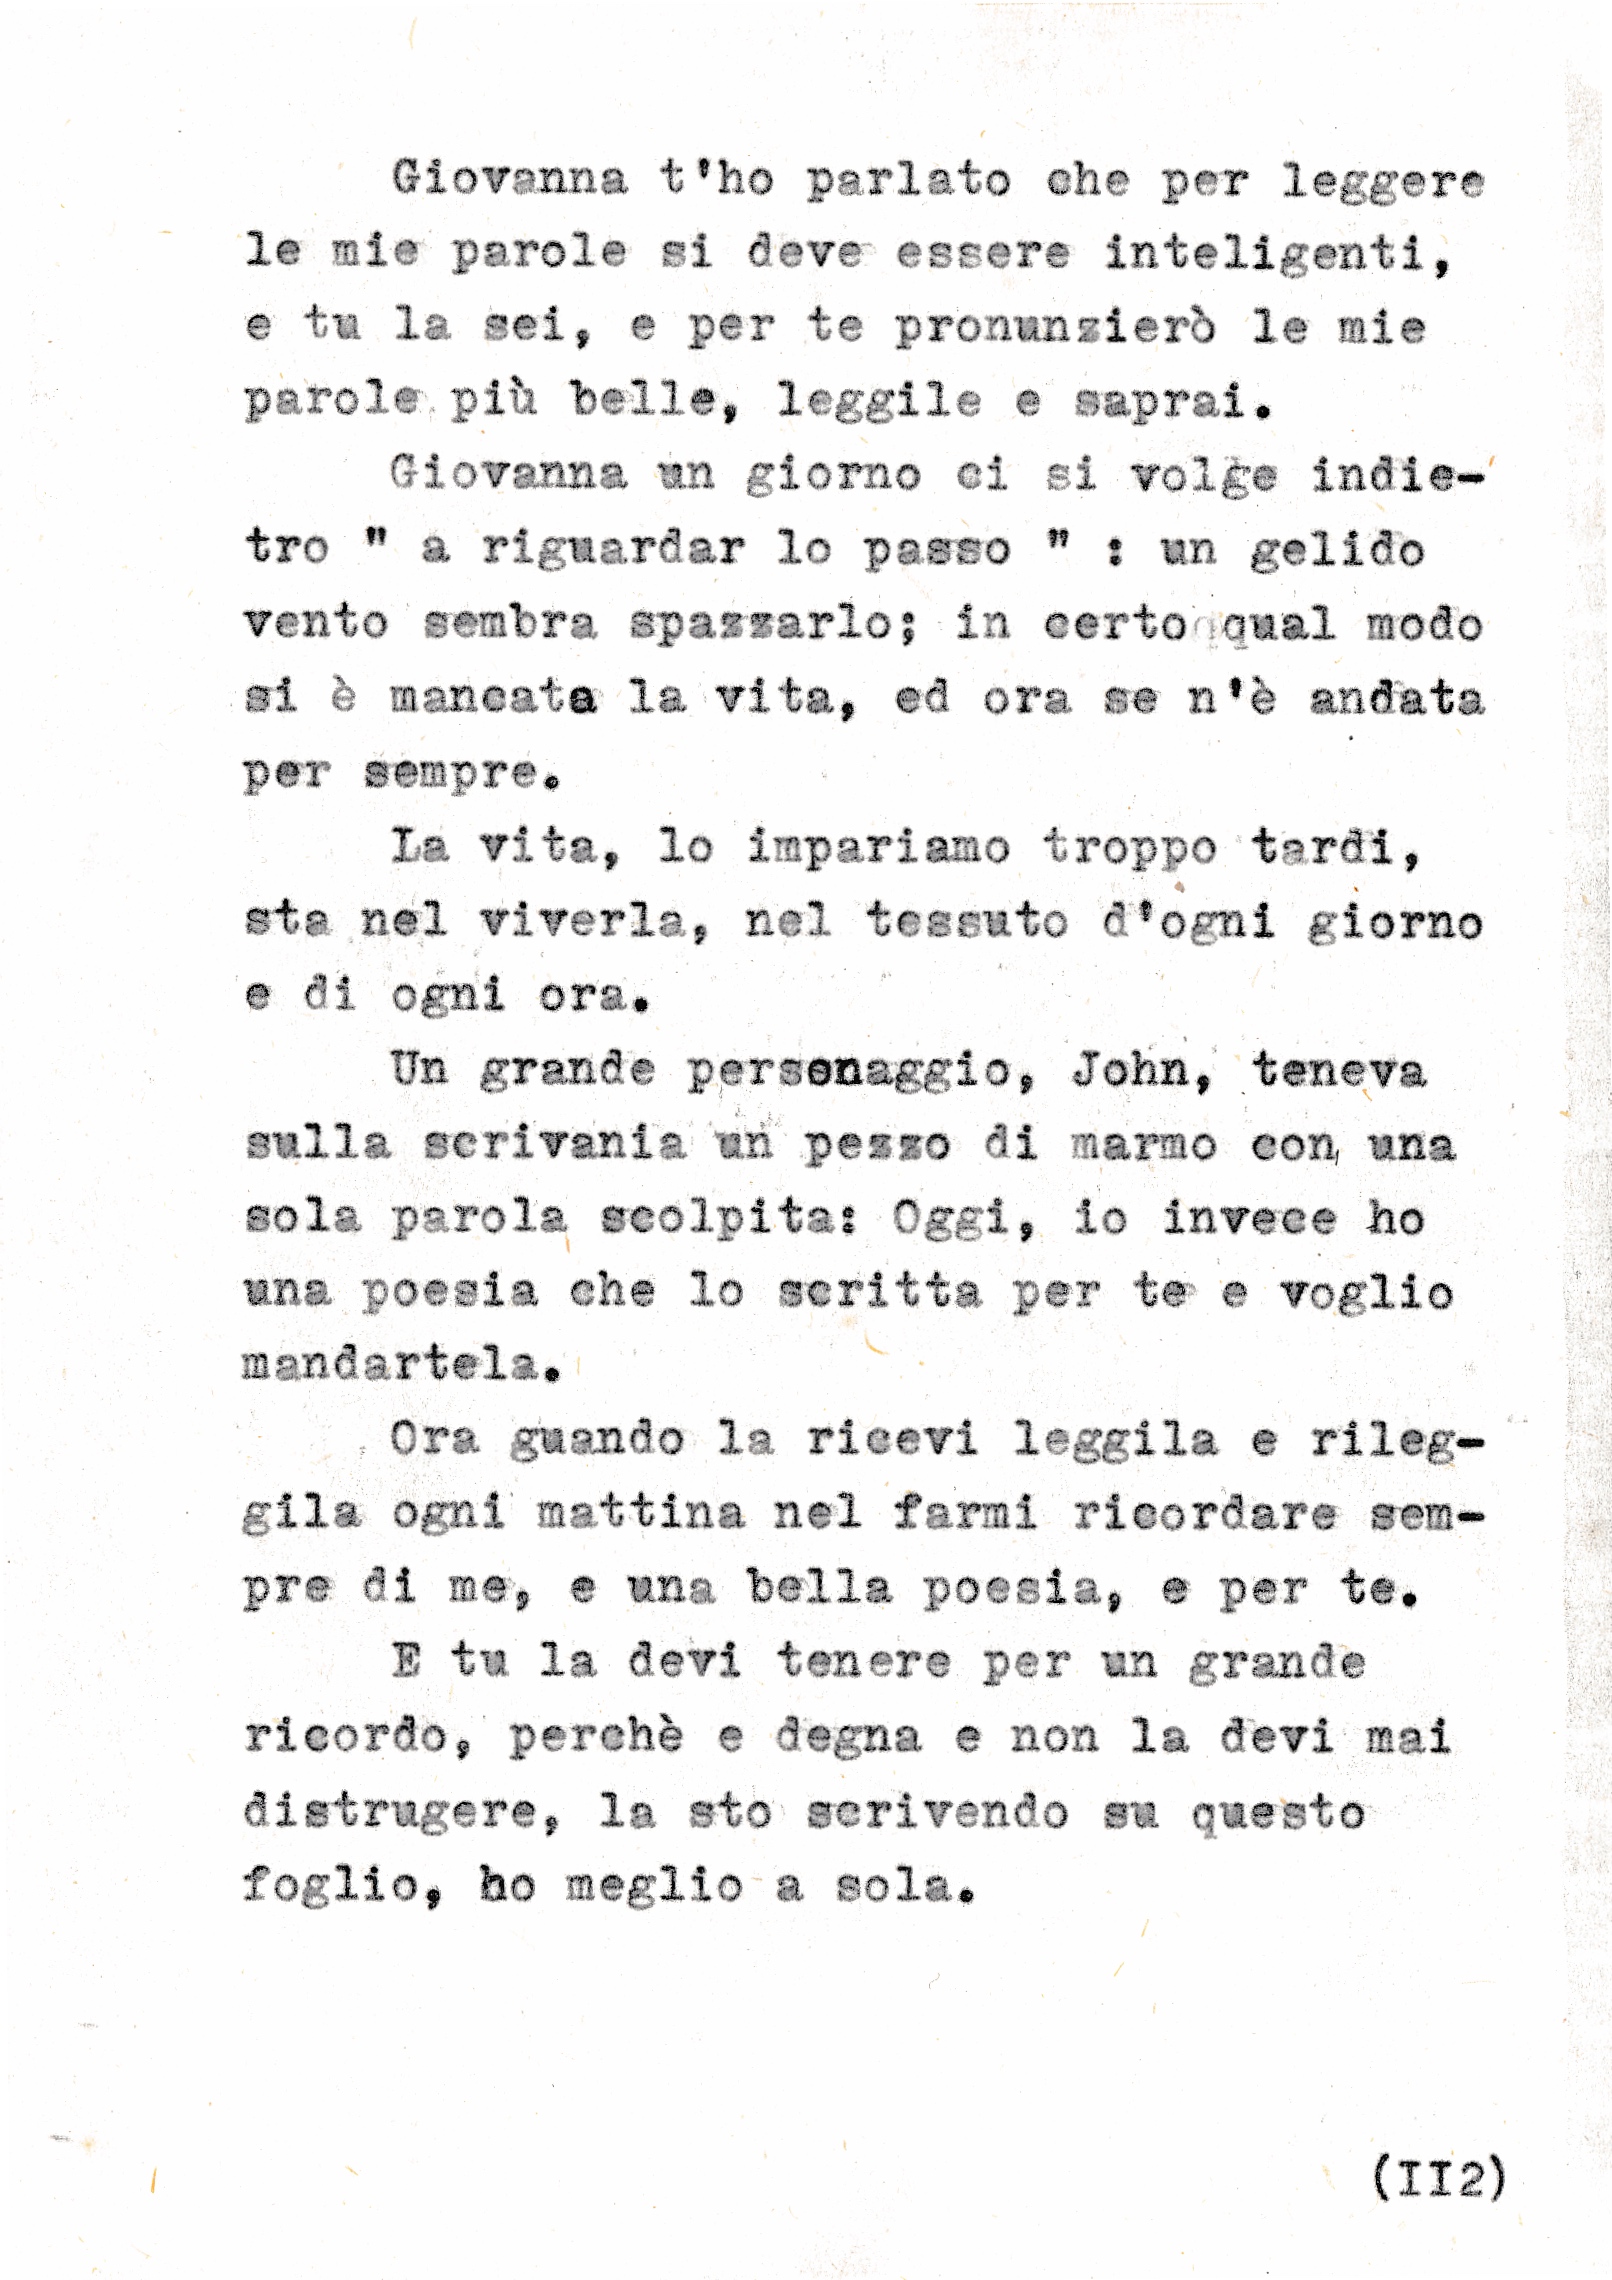 Giovanna t'ho parlato che per leggere
le mie parole si deve essere inteligenti,
e tu la sei, e per te pronunzierò le mie
parole più belle, leggile e saprai.
Giovanna un giorno ci si volge indie-
tro " a riguardar lo passo " : un gelido
vento sembra spazzarlo; in certo qual modo
si è mancata la vita, ed ora se n'è andata
per sempre.
La vita, lo impariamo troppo tardi,
sta nel viverla, nel tessuto d'ogni giorno
e di ogni ora.
Un grande personaggio, John, teneva
sulla scrivania un pezzo di marmo con una
sola parola scolpita: Oggi, io invece ho
una poesia che lo scritta per te e voglio
mandartela.
Ora guando la ricevi leggila e rileg-
gila ogni mattina nel farmi ricordare sem-
pre di me, e una bella poesia, e per te.
E tu la devi tenere per un grande
ricordo, perchè e degna e non la devi mai
distrugere, la sto scrivendo su questo
foglio, ho meglio a sola.
(II2)